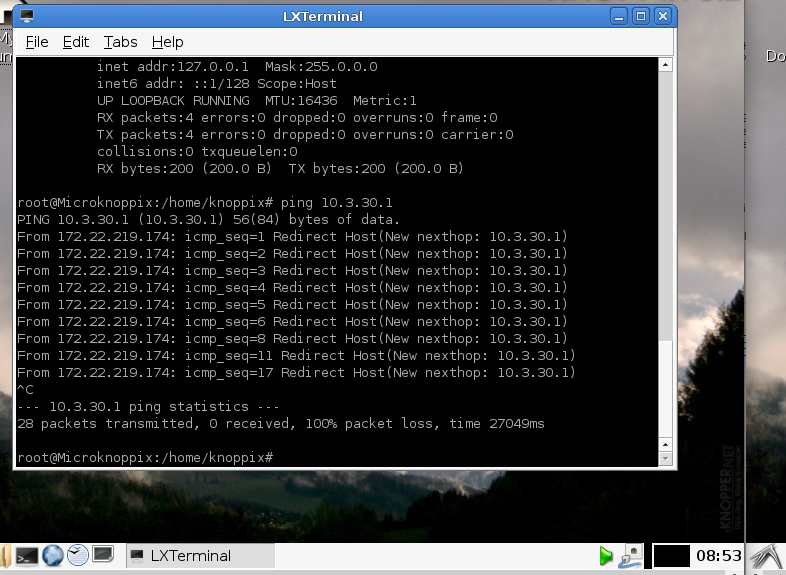 LXTerminal
File Edit Tabs Help
inet addr:127.0.0.1 Mask:255.0.0.0
inet6 addr: ::1/128 Scope:Host
UP LOOPBACK RUNNING MTU:16436 Metric:1
RX packets:4 errors:0 dropped:0 overruns:0 frame:0
TX packets:4 errors:0 dropped:0 overruns:0 carrier:0
collisions:0 txqueuelen:0
RX bytes:200 (200.0 B) TX bytes:200 (200.0 B)
root@Microknoppix:/home/knoppix# ping 10.3.30.1
PING 10.3.30.1 (10.3.30.1) 56(84) bytes of data.
From 172.22.219.174: icmp_seq=1 Redirect Host(New nexthop: 10.3.30.1)
From 172.22.219.174: icmp_seq=2 Redirect Host(New nexthop: 10.3.30.1)
From 172.22.219.174: icmp_seq=3 Redirect Host(New nexthop: 10.3.30.1)
From 172.22.219.174: icmp_seq=4 Redirect Host(New nexthop: 10.3.30.1)
From 172.22.219.174: icmp_seq=5 Redirect Host(New nexthop: 10.3.30.1)
From 172.22.219.174: icmp_seq=6 Redirect Host(New nexthop: 10.3.30.1)
From 172.22.219.174: icmp_seq=8 Redirect Host(New nexthop: 10.3.30.1)
From 172.22.219.174: icmp_seq=11 Redirect Host(New nexthop: 10.3.30.1)
From 172.22.219.174: icmp_seq=17 Redirect Host(New nexthop: 10.3.30.1)
^C
--- 10.3.30.1 ping statistics ---
28 packets transmitted, 0 received, 100% packet loss, time 27049ms
root@Microknoppix:/home/knoppix#
Do
KNOPPER.NET
LXTerminal
08:53